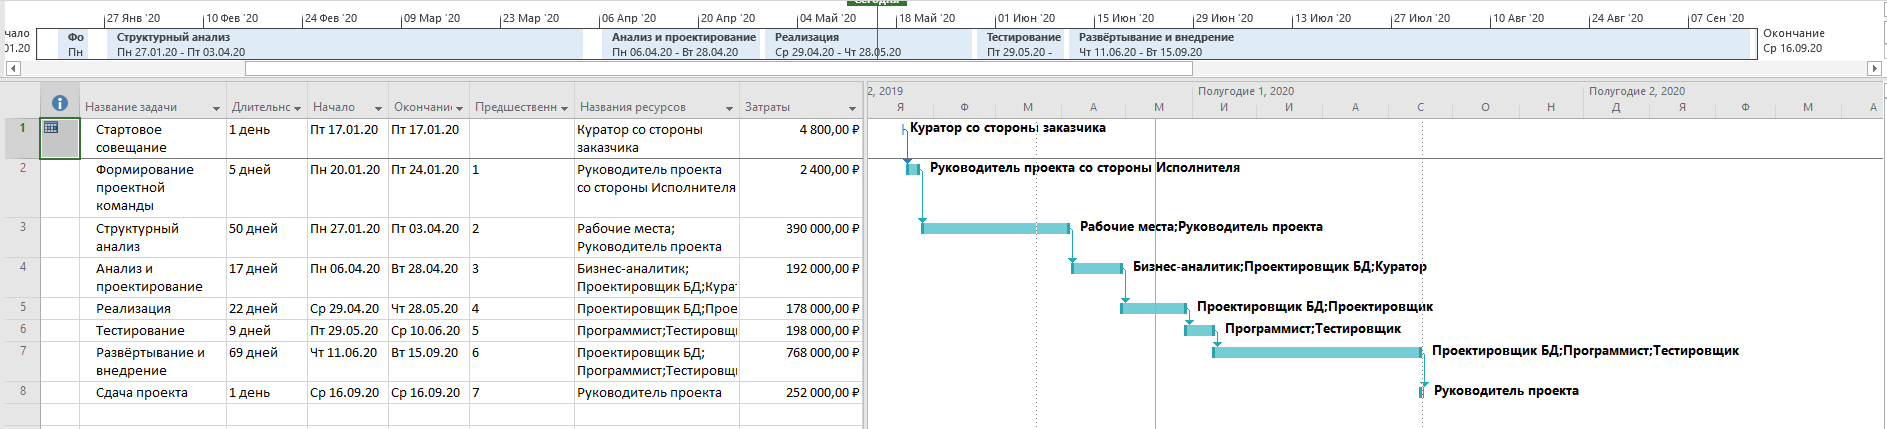 Сегодня
27 Янв '20 10 Фев '20 24 Фев '20 09 Мар '20 23 Мар '20 06 Апр '20 20 Апр '20 04 Май '20 18 Май '20 01 Июн '20 15 Июн '20 29 Июн '20 13 Июл '20 27 Июл '20 10 Авг '20 24 Авг '20 07 Сен '20
Фо Структурный анализ Анализ и проектирование Реализация Тестирование Развёртывание и внедрение Окончание
Пн Пн 27.01.20 - Пт 03.04.20 Пн 06.04.20 - Вт 28.04.20 Ср 29.04.20 - Чт 28.05.20 Пт 29.05.20 - Чт 11.06.20 - Вт 15.09.20 Ср 16.09.20
2, 2019 Полугодие 1, 2020 Полугодие 2, 2020
Название задачи Длительнс Начало Окончани Предшественн Названия ресурсов Затраты Я Ф М А М Полугодие И И А С О Н Д Я Ф М А
1 Стартовое совещание 1 день Пт 17.01.20 Пт 17.01.20 Куратор со стороны заказчика 4 800,00 ₽ Куратор со стороны заказчика
2 Формирование проектной команды 5 дней Пн 20.01.20 Пт 24.01.20 1 Руководитель проекта со стороны Исполнителя 2 400,00 ₽ Руководитель проекта со стороны Исполнителя
3 Структурный анализ 50 дней Пн 27.01.20 Пт 03.04.20 2 Рабочие места; Руководитель проекта 390 000,00 ₽ Рабочие места;Руководитель проекта
4 Анализ и проектирование 17 дней Пн 06.04.20 Вт 28.04.20 3 Бизнес-аналитик; Проектировщик БД;Курат 192 000,00 ₽ Бизнес-аналитик;Проектировщик БД;Куратор
5 Реализация 22 дней Ср 29.04.20 Чт 28.05.20 4 Проектировщик БД;Прое 178 000,00 ₽ Проектировщик БД;Проектировщик
6 Тестирование 9 дней Пт 29.05.20 Ср 10.06.20 5 Программист;Тестировщи 198 000,00 ₽ Программист;Тестировщик
7 Развёртывание и внедрение 69 дней Чт 11.06.20 Вт 15.09.20 6 Проектировщик БД; Программист;Тестировщи 768 000,00 ₽ Проектировщик БД;Программист;Тестировщик
8 Сдача проекта 1 день Ср 16.09.20 Ср 16.09.20 7 Руководитель проекта 252 000,00 ₽ Руководитель проекта